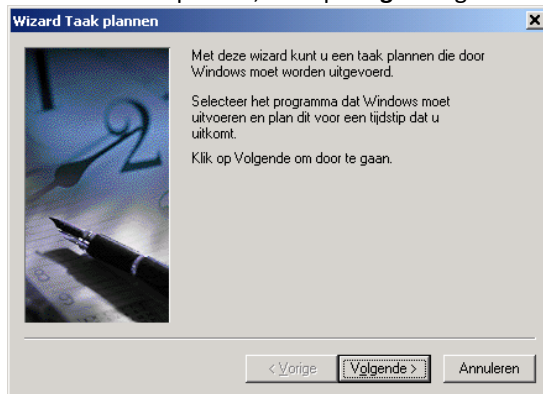 Wizard Taak plannen
Met deze wizard kunt u een taak plannen die door
Windows moet worden uitgevoerd.
Selecteer het programma dat Windows moet
uitvoeren en plan dit voor een tijdstip dat u
uitkomt.
Klik op Volgende om door te gaan.
< Vorige
Volgende >
Annuleren